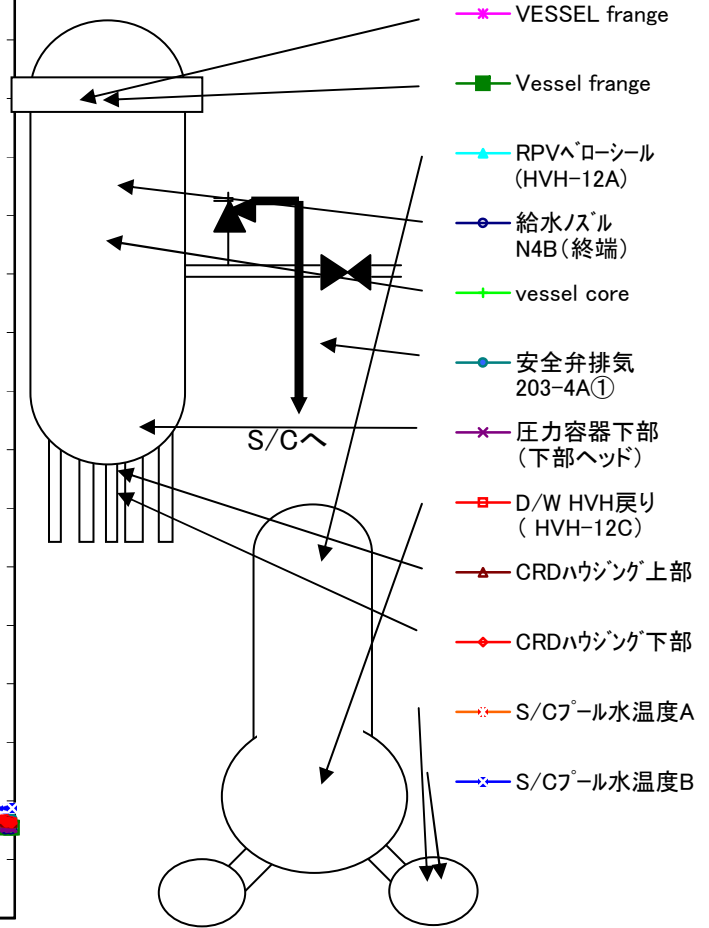 VESSEL frange
Vessel frange
RPVﾍﾞﾛｰｼｰﾙ
(HVH-12A)
給水ﾉｽﾞﾙ
N4B(終端)
vessel core
安全弁排気
203-4A①
圧力容器下部
(下部ヘッド)
D/W HVH戻り
( HVH-12C)
CRDﾊｳｼﾞﾝｸﾞ上部
CRDﾊｳｼﾞﾝｸﾞ下部
S/Cﾌﾟｰﾙ水温度A
S/Cﾌﾟｰﾙ水温度B
S/Cへ